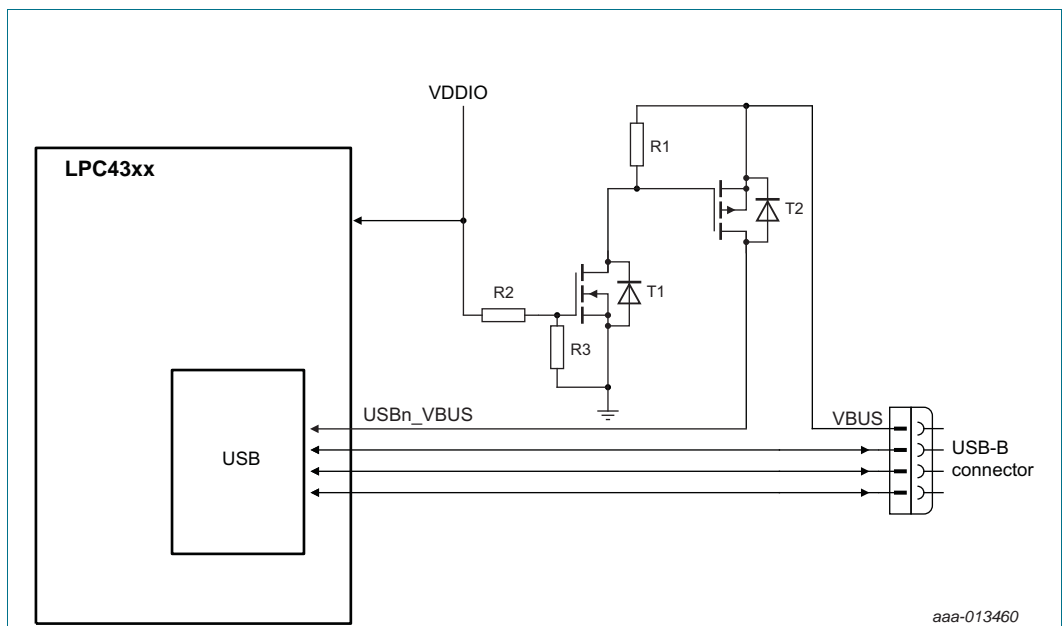 VDDIO
LPC43xx
R1
T2
R2
T1
R3
USBn_VBUS
VBUS
USB
USB-B
connector
aaa-013460